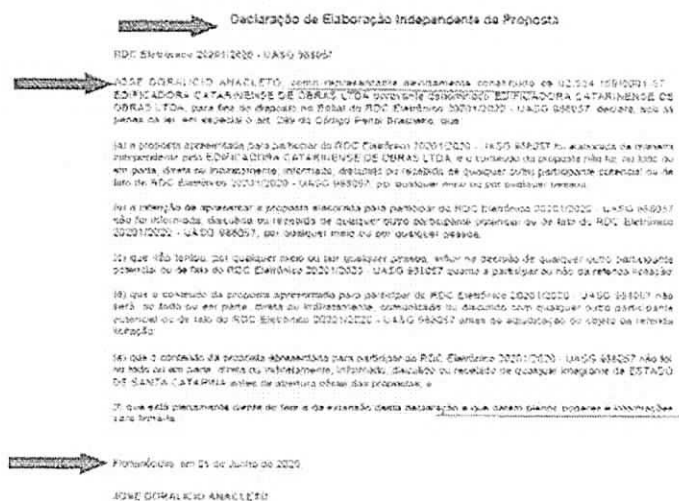 Declaração de Elaboração Independente de Proposta
RDC Eletrônico 20201/2020 - UASG
JOSE DORALICIO ANACLETO, como representante devidamente constituído de
EDIFICADORA CATARINENSE DE OBRAS LTDA doravante denominado EDIFICADORA CATARINENSE DE
OBRAS LTDA, para fins do disposto no Edital do RDC Eletrônico 20201/2020 - UASG declara, sob as
penas da lei, em especial o art. 299 do Código Penal Brasileiro, que:
(a) a proposta apresentada para participar do RDC Eletrônico 20201/2020 - UASG foi elaborada de maneira
independente pela EDIFICADORA CATARINENSE DE OBRAS LTDA, e o conteúdo da proposta não foi, no todo ou
em parte, direta ou indiretamente, informado, discutido ou recebido de qualquer outro participante potencial ou de
fato do RDC Eletrônico 20201/2020 - UASG por qualquer meio ou por qualquer pessoa;
(b) a intenção de apresentar a proposta elaborada para participar do RDC Eletrônico 20201/2020 - UASG
não foi informada, discutida ou recebida de qualquer outro participante potencial ou de fato do RDC Eletrônico
20201/2020 - UASG por qualquer meio ou por qualquer pessoa;
(c) que não tentou, por qualquer meio ou por qualquer pessoa, influir na decisão de qualquer outro participante
potencial ou de fato do RDC Eletrônico 20201/2020 - UASG quanto a participar ou não da referida licitação;
(d) que o conteúdo da proposta apresentada para participar do RDC Eletrônico 20201/2020 - UASG não
será, no todo ou em parte, direta ou indiretamente, comunicado ou discutido com qualquer outro participante
potencial ou de fato do RDC Eletrônico 20201/2020 - UASG antes da adjudicação do objeto da referida
licitação;
(e) que o conteúdo da proposta apresentada para participar do RDC Eletrônico 20201/2020 - UASG não foi,
no todo ou em parte, direta ou indiretamente, informado, discutido ou recebido de qualquer integrante de ESTADO
DE SANTA CATARINA antes da abertura oficial das propostas; e
(f) que está plenamente ciente do teor e da extensão desta declaração e que detém plenos poderes e informações
para firmá-la.
Florianópolis, em de Junho de 2020.
JOSE DORALICIO ANACLETO